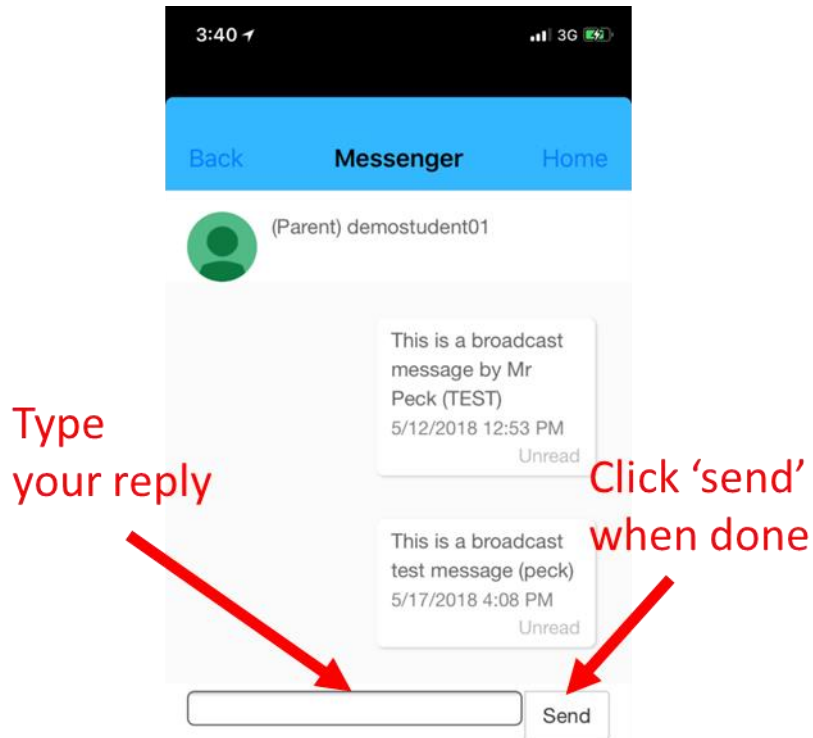 3:40
3G
Back Messenger Home
(Parent) demostudent01
This is a broadcast
message by Mr
Peck (TEST)
5/12/2018 12:53 PM
Unread
Type
your reply
Click ‘send’
when done
This is a broadcast
test message (peck)
5/17/2018 4:08 PM
Unread
Send